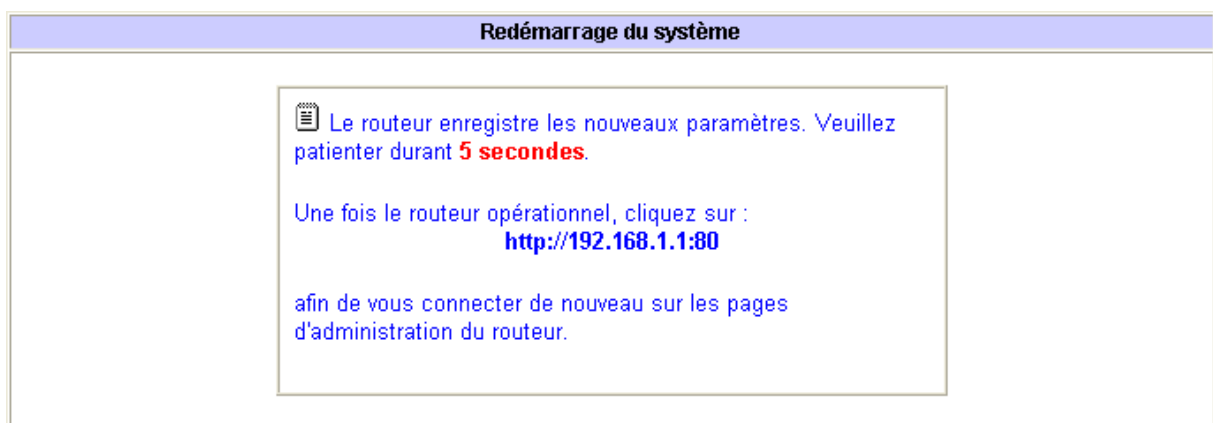 Redémarrage du système
Le routeur enregistre les nouveaux paramètres. Veuillez
patienter durant 5 secondes.
Une fois le routeur opérationnel, cliquez sur :
http://192.168.1.1:80
afin de vous connecter de nouveau sur les pages
d'administration du routeur.